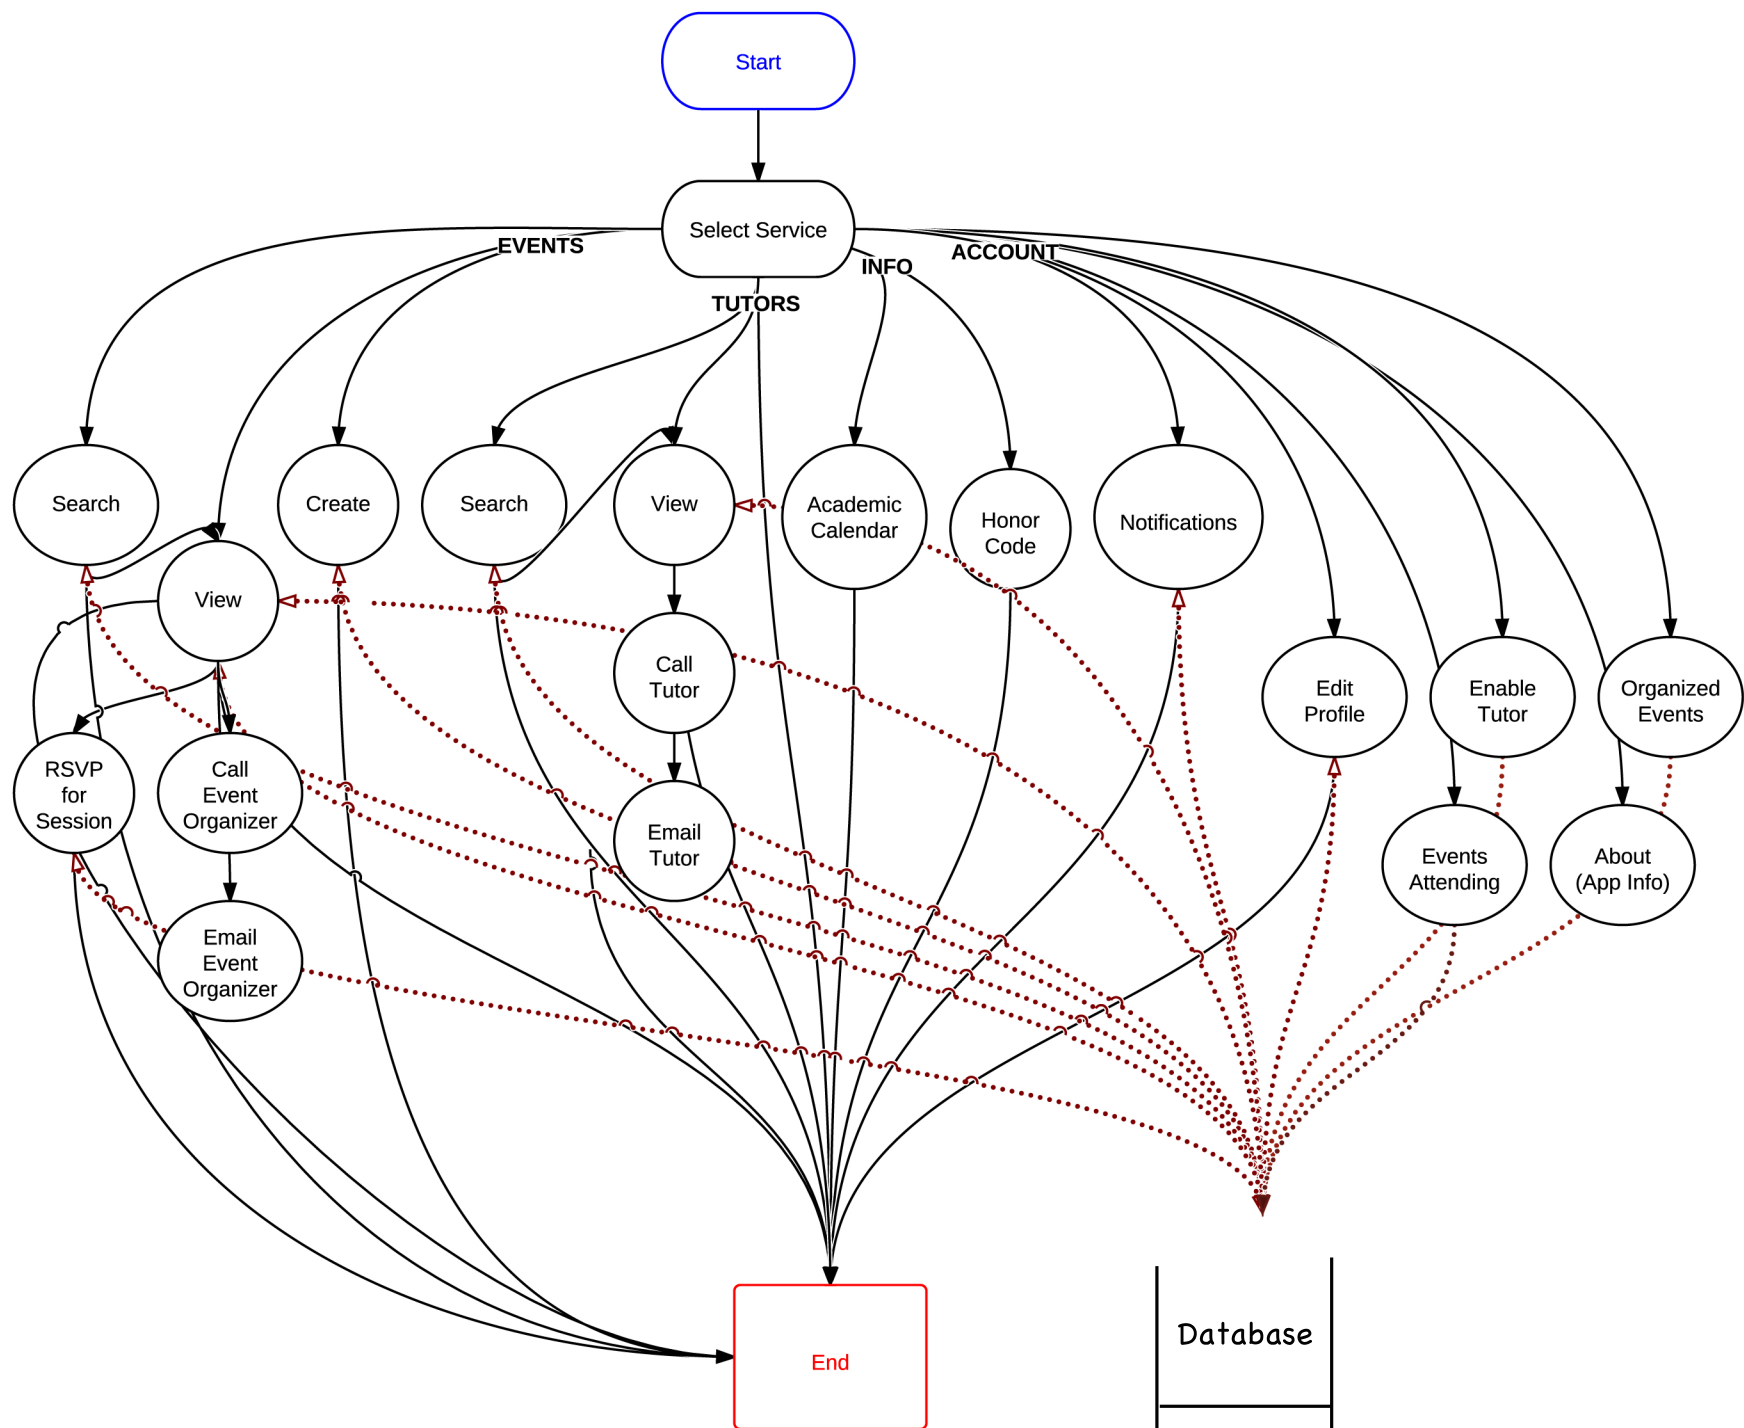 Start
Select Service
EVENTS
INFO
ACCOUNT
TUTORS
Search
View
Create
Search
View
Academic
Calendar
Honor
Code
Notifications
Call
Tutor
Edit
Profile
Enable
Tutor
Organized
Events
RSVP
for
Session
Call
Event
Organizer
Email
Tutor
Events
Attending
About
(App Info)
Email
Event
Organizer
Database
End